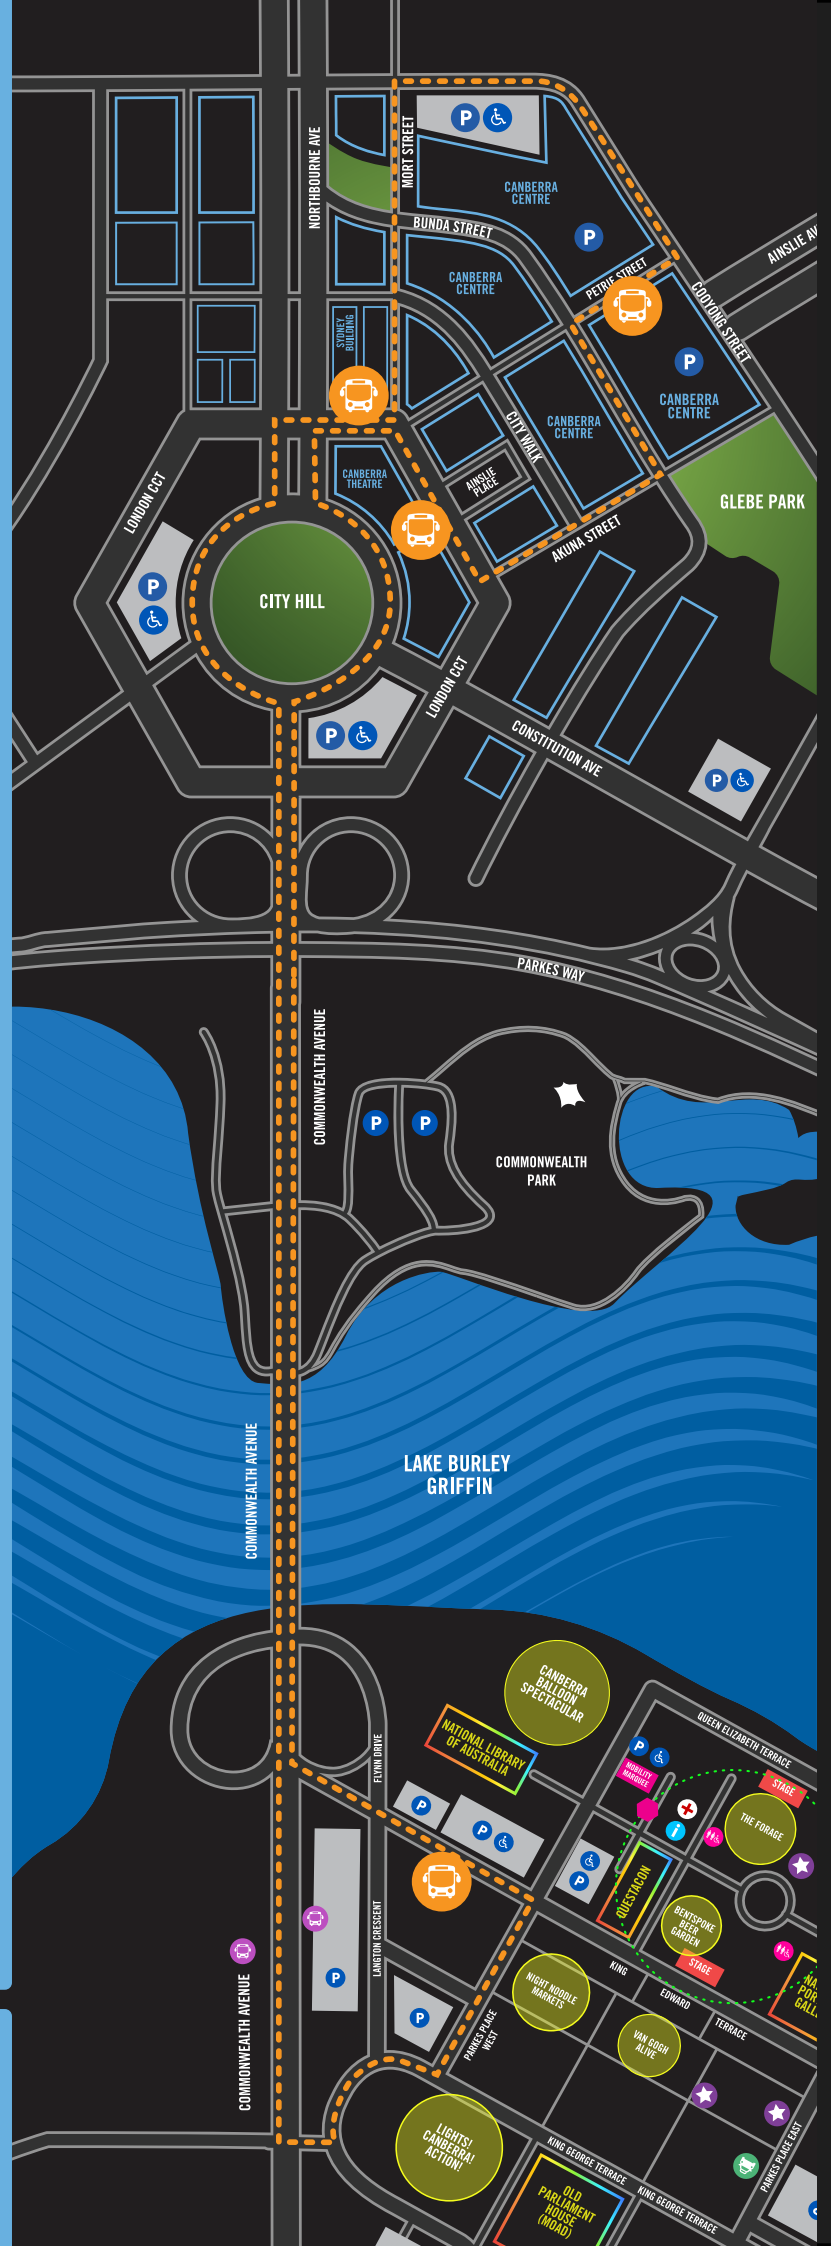 P
NORTHBOURNE AVE
MORT STREET
CANBERRA
CENTRE
P
BUNDA STREET
AINSLIE AV
PETRIE STREET
CANBERRA
CENTRE
COOYONG STREET
SYDNEY
BUILDING
P
CANBERRA
CENTRE
CITY WALK
CANBERRA
CENTRE
CANBERRA
THEATRE
AINSLIE
PLACE
LONDON CCT
GLEBE PARK
AKUNA STREET
P
CITY HILL
LONDON CCT
P
CONSTITUTION AVE
P
PARKES WAY
COMMONWEALTH AVENUE
P
P
COMMONWEALTH
PARK
COMMONWEALTH AVENUE
LAKE BURLEY
GRIFFIN
CANBERRA
BALLOON
SPECTACULAR
QUEEN ELIZABETH TERRACE
NATIONAL LIBRARY
OF AUSTRALIA
FLYNN DRIVE
P
MOBILITY
MARQUEE
STAGE
P
P
i
THE FORAGE
P
QUESTACON
BENTSPOKE
BEER
GARDEN
STAGE
LANGTON CRESCENT
P
COMMONWEALTH AVENUE
P
NIGHT NOODLE
MARKETS
KING
EDWARD
TERRACE
NA
POR
GALL
PARKES PLACE
WEST
VAN GOGH
ALIVE
LIGHTS!
CANBERRA!
ACTION!
KING GEORGE TERRACE
KING GEORGE TERRACE
PARKES PLACE EAST
OLD
PARLIAMENT
HOUSE
(MOAD)